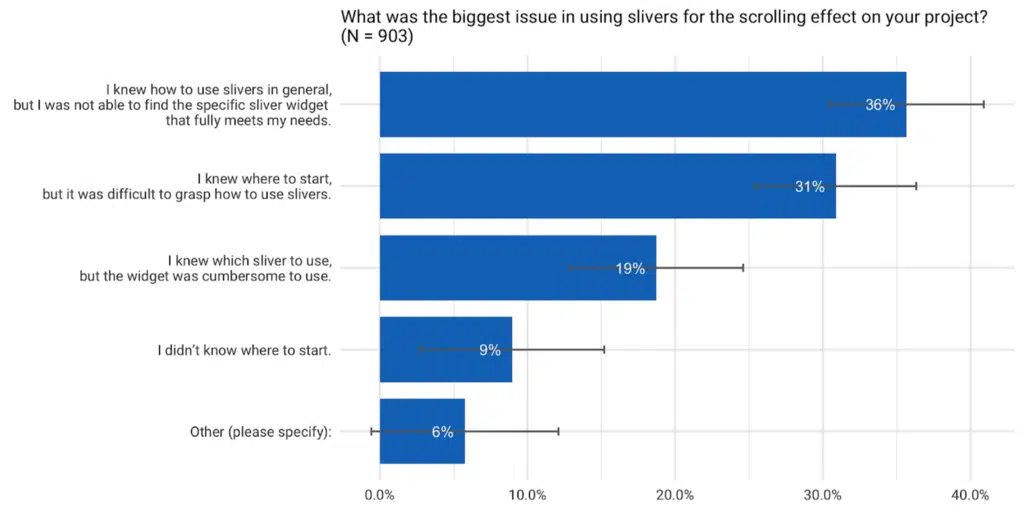 What was the biggest issue in using slivers for the scrolling effect on your project?
(N = 903)
I knew how to use slivers in general,
but I was not able to find the specific sliver widget
that fully meets my needs.
36%
I knew where to start,
but it was difficult to grasp how to use slivers.
31%
I knew which sliver to use,
but the widget was cumbersome to use.
19%
I didn't know where to start.
9%
Other (please specify):
6%
0.0% 10.0% 20.0% 30.0% 40.0%